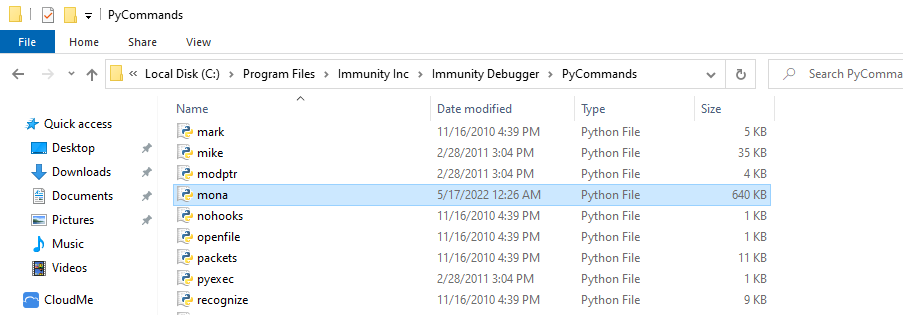 PyCommands
File Home Share View
« Local Disk (C:) > Program Files > Immunity Inc > Immunity Debugger > PyCommands Search PyComma
Name Date modified Type Size
Quick access
Desktop
Downloads
Documents
Pictures
Music
Videos
CloudMe
mark 11/16/2010 4:39 PM Python File 5 KB
mike 2/28/2011 3:04 PM Python File 35 KB
modptr 2/28/2011 3:04 PM Python File 4 KB
mona 5/17/2022 12:26 AM Python File 640 KB
nohooks 11/16/2010 4:39 PM Python File 1 KB
openfile 11/16/2010 4:39 PM Python File 1 KB
packets 11/16/2010 4:39 PM Python File 11 KB
pyexec 2/28/2011 3:04 PM Python File 1 KB
recognize 11/16/2010 4:39 PM Python File 9 KB